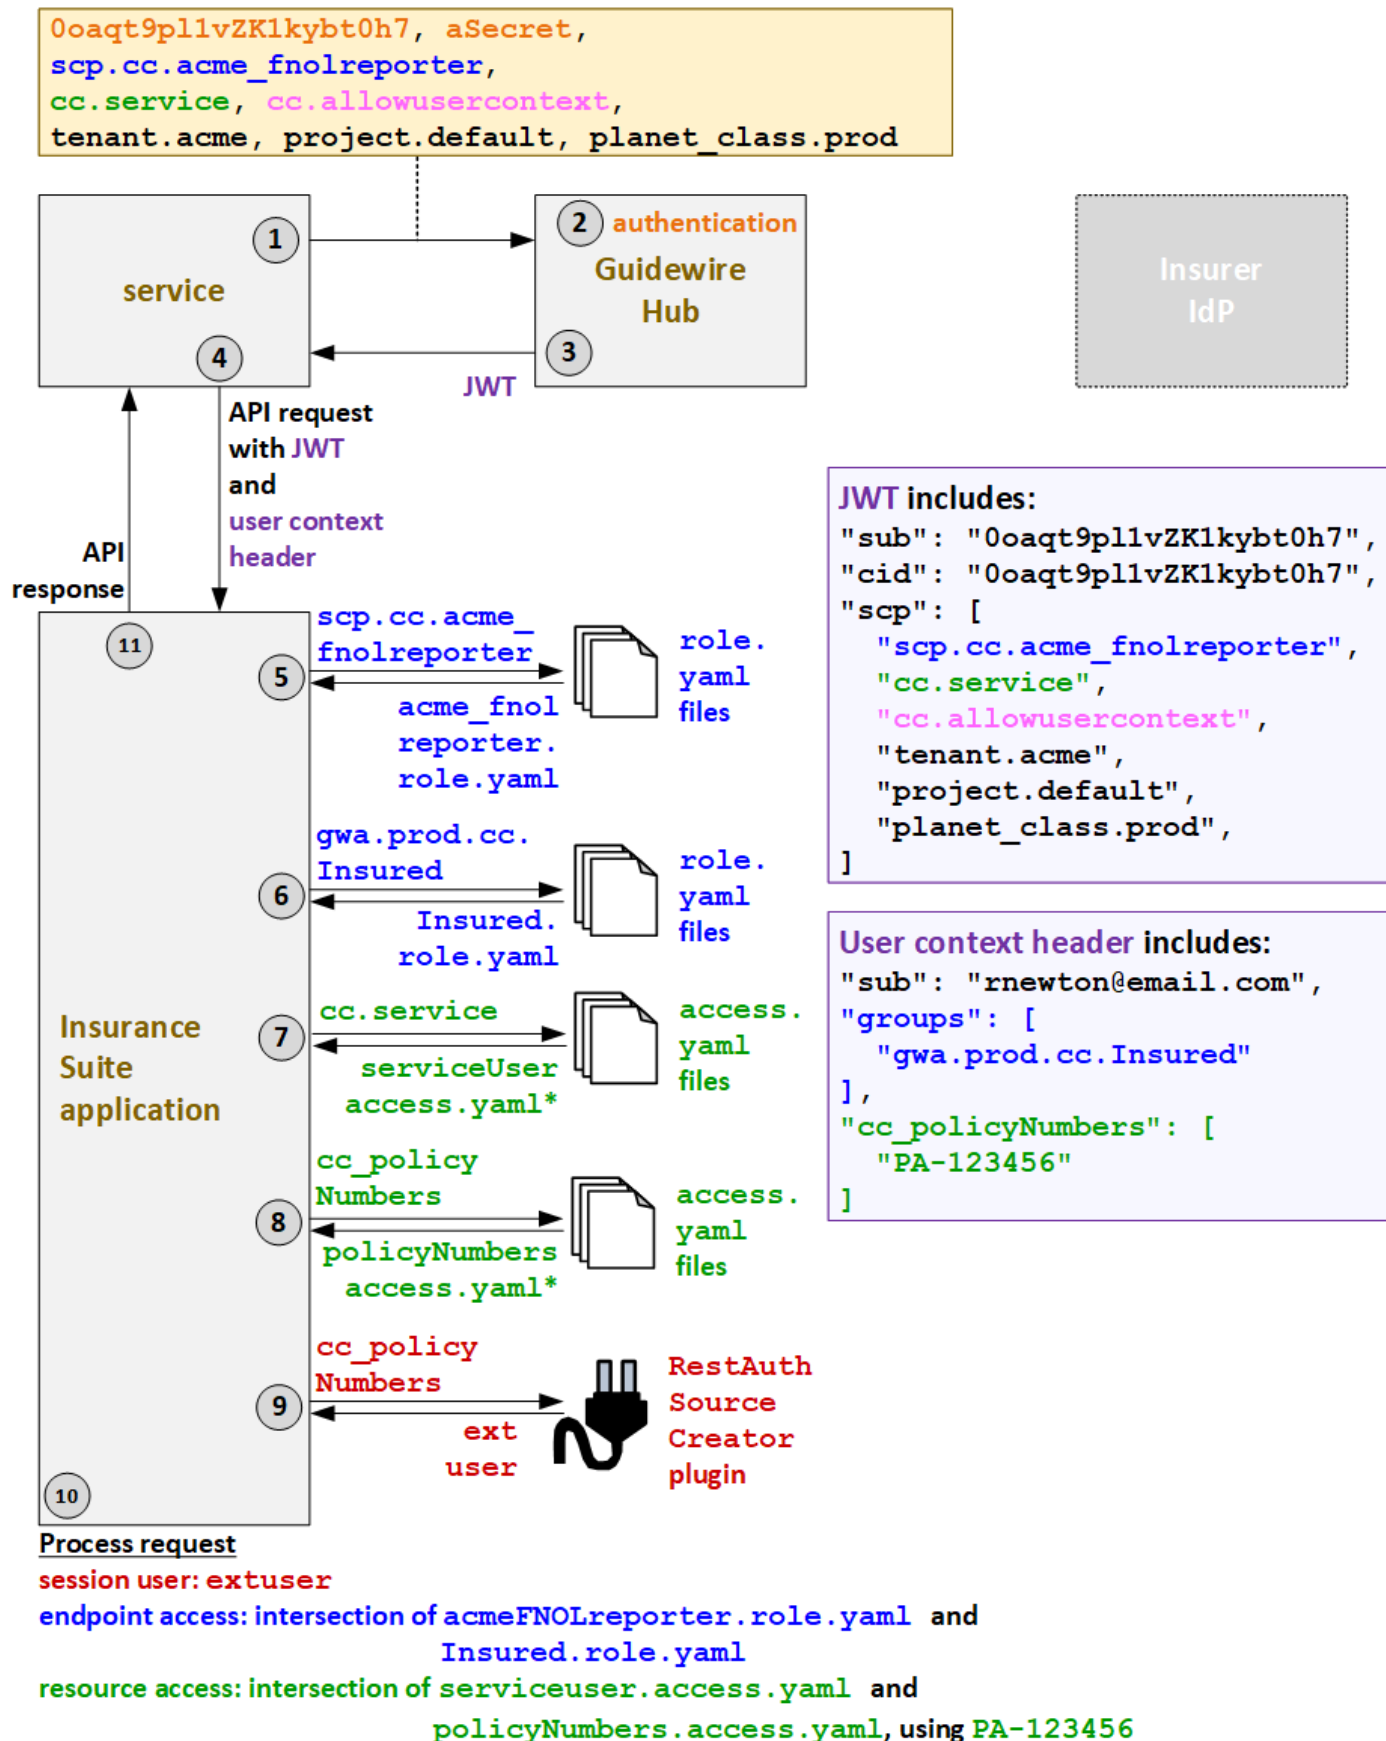 0oaqt9pl1vZK1kybt0h7, aSecret,
scp.cc.acme_fnolreporter,
cc.service, cc.allowusercontext,
tenant.acme, project.default, planet_class.prod
1
service
4
2 authentication
Guidewire
Hub
3
JWT
Insurer
IdP
API request
with JWT
and
user context
header
API
response
11
Insurance
Suite
application
10
5
scp.cc.acme_
fnolreporter
acme_fnol
reporter.
role.yaml
role.
yaml
files
6
gwa.prod.cc.
Insured
Insured.
role.yaml
role.
yaml
files
7
cc.service
serviceUser
access.yaml*
access.
yaml
files
8
cc_policy
Numbers
policyNumbers
access.yaml*
access.
yaml
files
9
cc_policy
Numbers
ext
user
RestAuth
Source
Creator
plugin
JWT includes:
"sub": "0oaqt9pl1vZK1kybt0h7",
"cid": "0oaqt9pl1vZK1kybt0h7",
"scp": [
"scp.cc.acme_fnolreporter",
"cc.service",
"cc.allowusercontext",
"tenant.acme",
"project.default",
"planet_class.prod",
]
User context header includes:
"sub": "rnewton@email.com",
"groups": [
"gwa.prod.cc.Insured"
],
"cc_policyNumbers": [
"PA-123456"
]
Process request
session user: extuser
endpoint access: intersection of acmeFNOLreporter.role.yaml and
Insured.role.yaml
resource access: intersection of serviceuser.access.yaml and
policyNumbers.access.yaml, using PA-123456